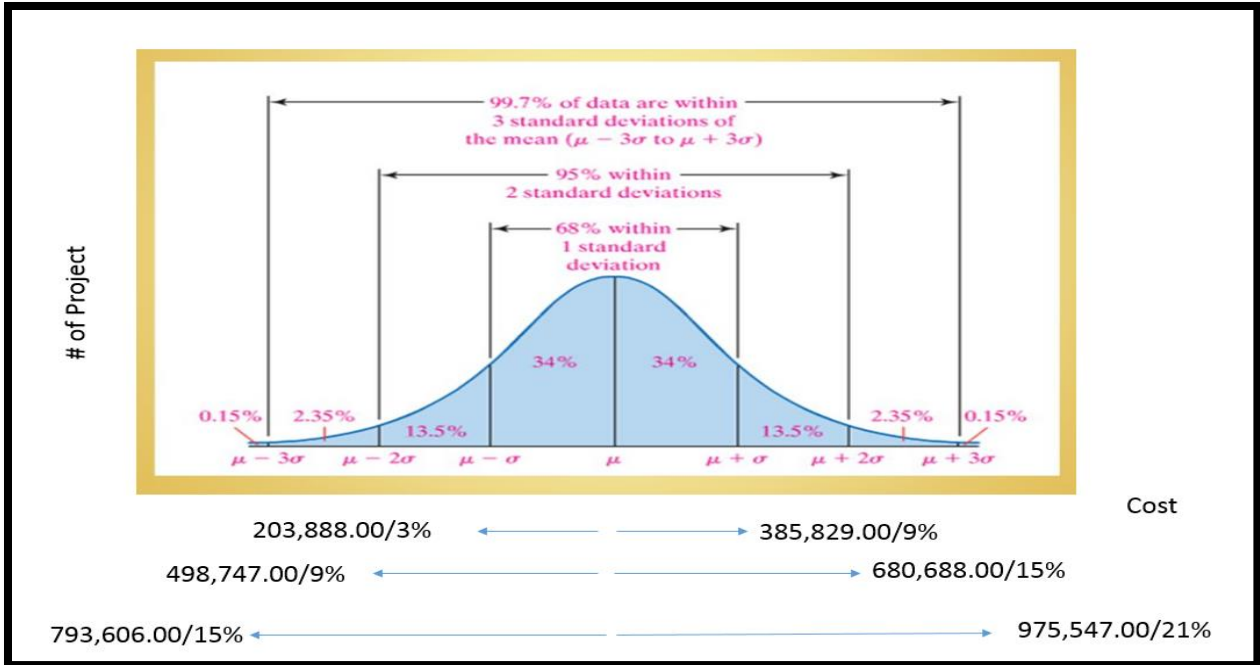 99.7% of data are within
3 standard deviations of
the mean (μ − 3σ to μ + 3σ)
95% within
2 standard deviations
68% within
1 standard
deviation
# of Project
34% 34%
0.15% 2.35% 13.5% 13.5% 2.35% 0.15%
μ − 3σ μ − 2σ μ − σ μ μ + σ μ + 2σ μ + 3σ
Cost
203,888.00/3% 385,829.00/9%
498,747.00/9% 680,688.00/15%
793,606.00/15% 975,547.00/21%